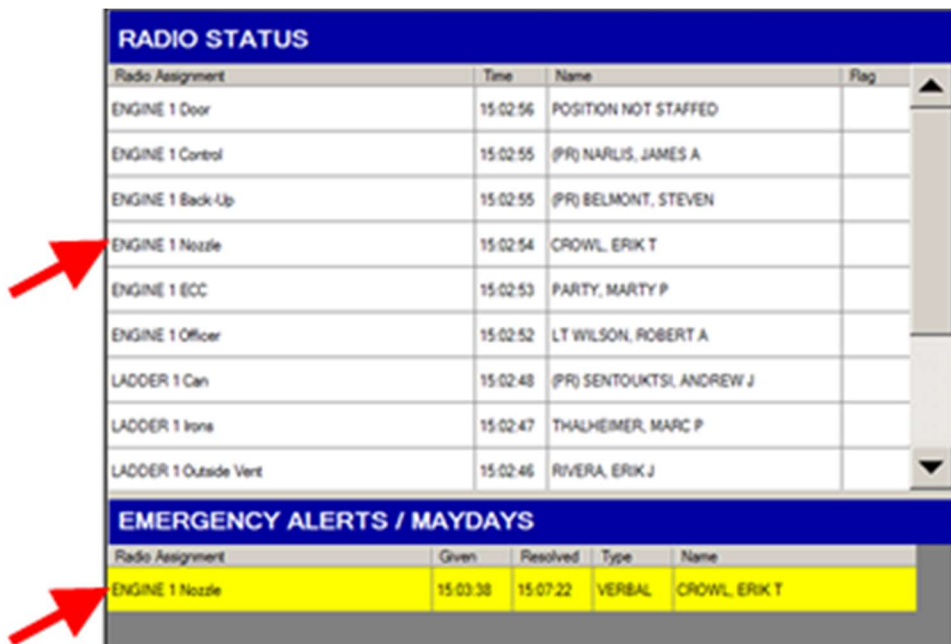 RADIO STATUS
Radio Assignment Time Name Flag
ENGINE 1 Door 15:02:56 POSITION NOT STAFFED
ENGINE 1 Control 15:02:55 (PR) NARLIS, JAMES A
ENGINE 1 Back-Up 15:02:55 (PR) BELMONT, STEVEN
ENGINE 1 Nozzle 15:02:54 CROWL, ERIK T
ENGINE 1 ECC 15:02:53 PARTY, MARTY P
ENGINE 1 Officer 15:02:52 LT WILSON, ROBERT A
LADDER 1 Can 15:02:48 (PR) SENTOUKTSI, ANDREW J
LADDER 1 Irons 15:02:47 THALHEIMER, MARC P
LADDER 1 Outside Vent 15:02:46 RIVERA, ERIK J
EMERGENCY ALERTS / MAYDAYS
Radio Assignment Given Resolved Type Name
ENGINE 1 Nozzle 15:03:38 15:07:22 VERBAL CROWL, ERIK T